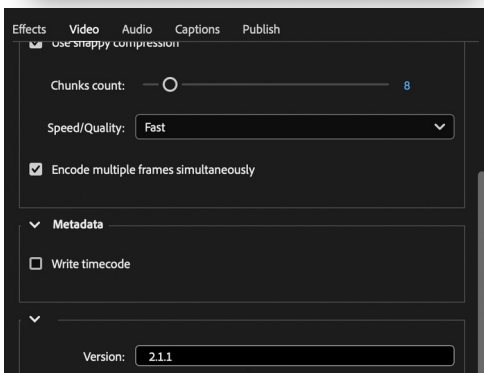 Effects Video Audio Captions Publish
Use snappy compression
Chunks count: 8
Speed/Quality: Fast
Encode multiple frames simultaneously
Metadata
Write timecode
Version: 2.1.1